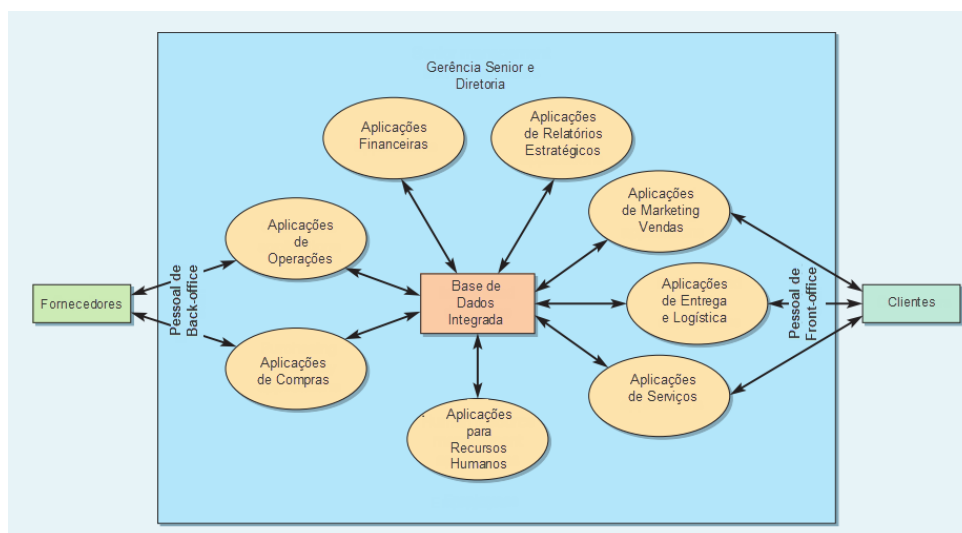 Gerência Senior e
Diretoria
Aplicações
Financeiras
Aplicações
de Relatórios
Estratégicos
Aplicações
de Marketing
Vendas
Aplicações
de
Operações
Fornecedores
Pessoal de
Back-office
Base de
Dados
Integrada
Aplicações
de Entrega
e Logística
Pessoal de
Front-office
Clientes
Aplicações
de Compras
Aplicações
de Serviços
Aplicações
para
Recursos
Humanos